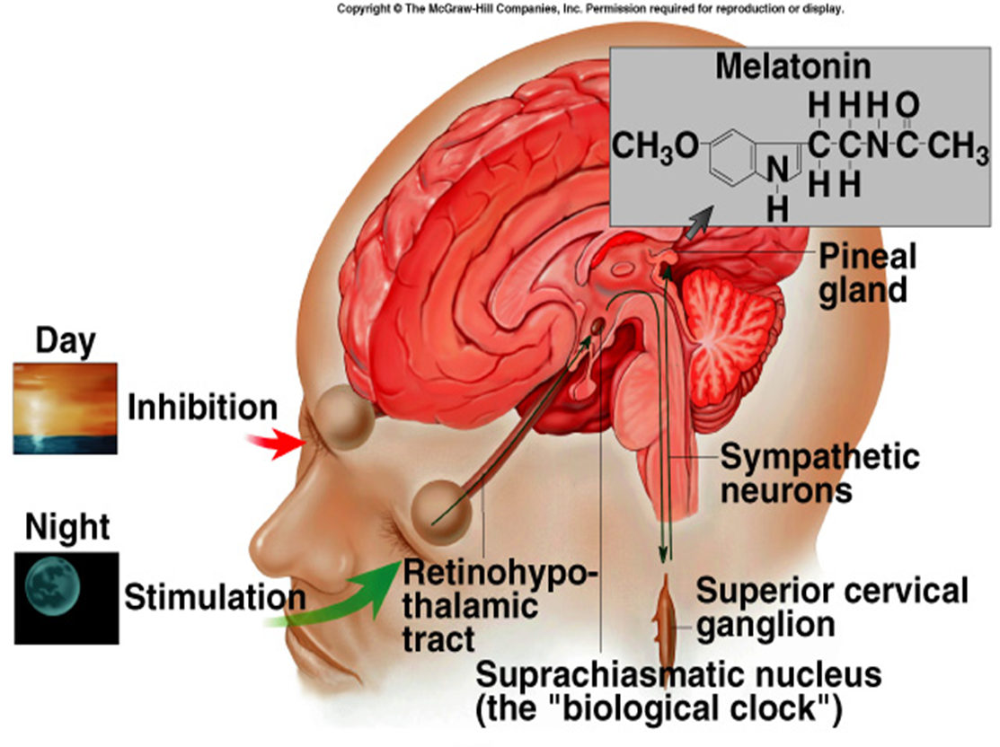 Copyright © The McGraw-Hill Companies, Inc. Permission required for reproduction or display.
Melatonin
H H H O
CH₃O C C N C CH₃
N H H
H
Pineal
gland
Day
Inhibition
Sympathetic
neurons
Night
Stimulation
Retinohypo-
thalamic
tract
Superior cervical
ganglion
Suprachiasmatic nucleus
(the "biological clock")